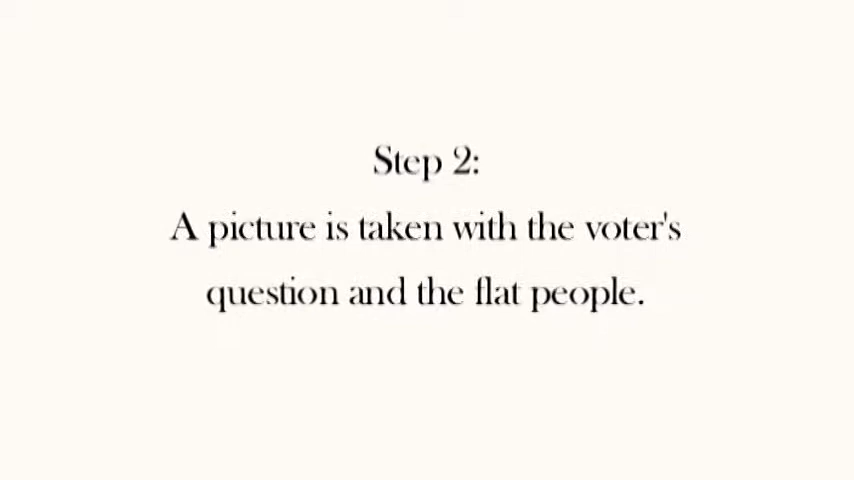 Step 2:
A picture is taken with the voter's
question and the flat people.